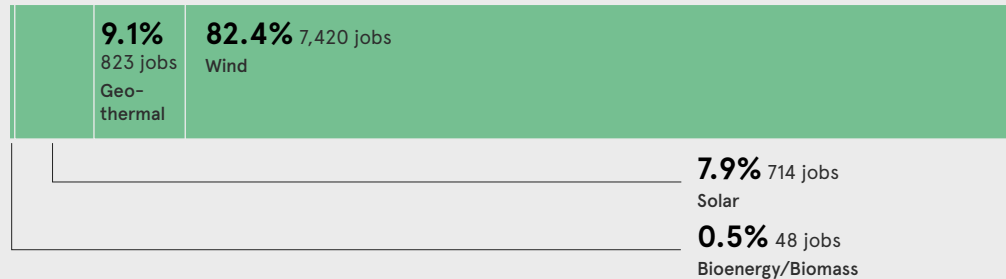 9.1%
823 jobs
Geo-
thermal
82.4% 7,420 jobs
Wind
7.9% 714 jobs
Solar
0.5% 48 jobs
Bioenergy/Biomass